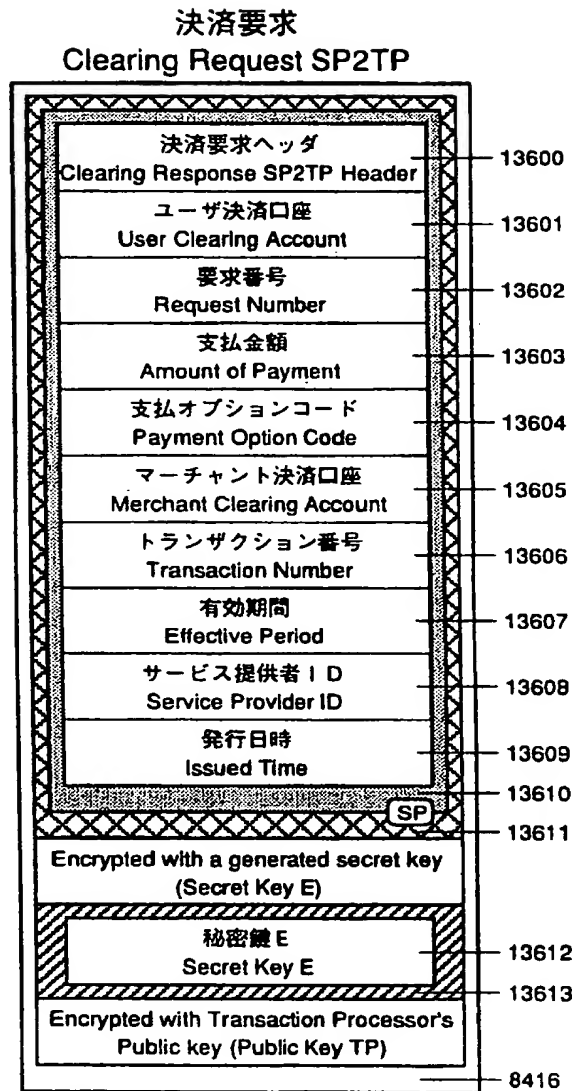 決済要求
Clearing Request SP2TP
決済要求ヘッダ
Clearing Response SP2TP Header
13600
ユーザ決済口座
User Clearing Account
13601
要求番号
Request Number
13602
支払金額
Amount of Payment
13603
支払オプションコード
Payment Option Code
13604
マーチャント決済口座
Merchant Clearing Account
13605
トランザクション番号
Transaction Number
13606
有効期間
Effective Period
13607
サービス提供者ID
Service Provider ID
13608
発行日時
Issued Time
13609
13610
SP
13611
Encrypted with a generated secret key
(Secret Key E)
秘密鍵E
Secret Key E
13612
13613
Encrypted with Transaction Processor's
Public key (Public Key TP)
8416